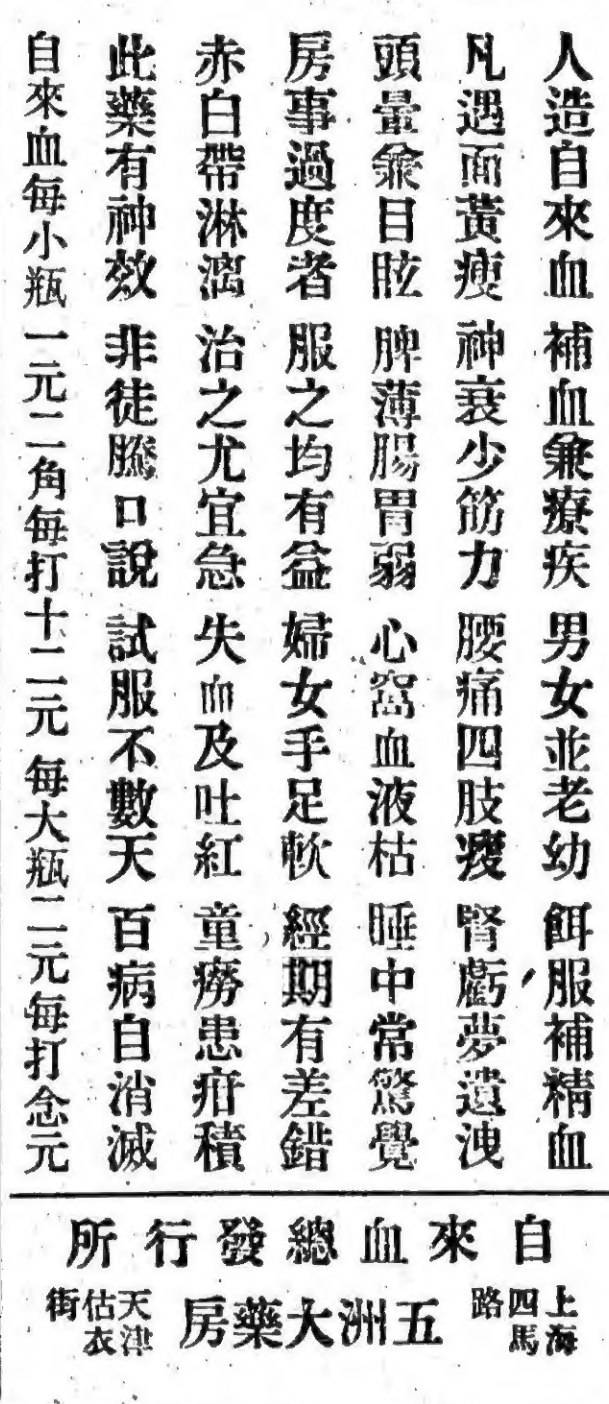 人造自來血 補血兼療疾 男女並老幼 餌服補精血
凡遇面黃瘦 神衰少筋力 腰痛四肢痠 腎虧夢遺洩
頭暈兼目眩 脾薄腸胃弱 心窩血液枯 睡中常驚覺
房事過度者 服之均有益 婦女手足軟 經期有差錯
赤白帶淋漓 治之尤宜急 失血及吐紅 童癆患疳積
此藥有神效 非徒騰口說 試服不數天 百病自消滅
自來血每小瓶一元二角每打十二元 每大瓶二元每打念元
自來血總發行所
上海四馬路
五洲大藥房
天津估衣街